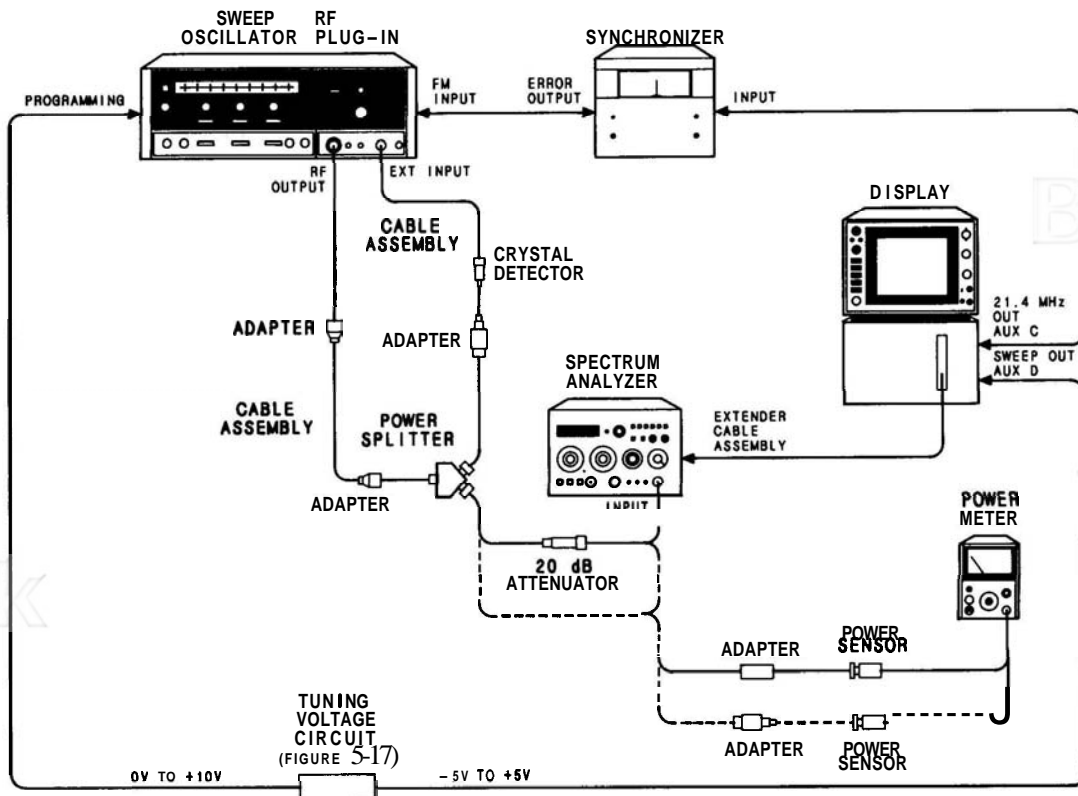 SWEEP RF
OSCILLATOR PLUG-IN
SYNCHRONIZER
PROGRAMMING
FM
INPUT
ERROR
OUTPUT
INPUT
RF
OUTPUT
EXT INPUT
DISPLAY
CABLE
ASSEMBLY
CRYSTAL
DETECTOR
21.4 MHz
OUT
AUX C
SWEEP OUT
AUX D
ADAPTER
ADAPTER
SPECTRUM
ANALYZER
CABLE
ASSEMBLY
POWER
SPLITTER
EXTENDER
CABLE
ASSEMBLY
ADAPTER
INPUT
POWER
METER
20 dB
ATTENUATOR
ADAPTER
POWER
SENSOR
TUNING
VOLTAGE
CIRCUIT
(FIGURE 5-17)
ADAPTER
POWER
SENSOR
0V TO +10V
-5V TO +5V
B
k